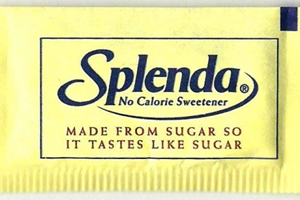 Splenda®
No Calorie Sweetener
MADE FROM SUGAR SO
IT TASTES LIKE SUGAR